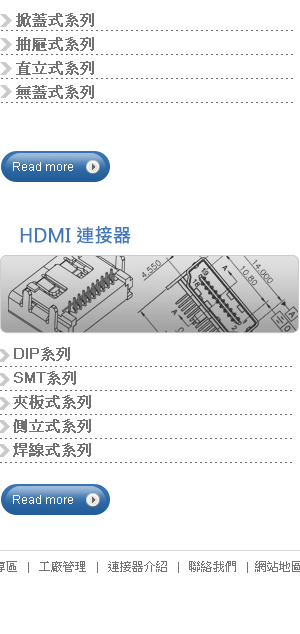 掀蓋式系列
抽屜式系列
直立式系列
無蓋式系列
Read more
HDMI 連接器
4.550
14.000
10.80
A
A
19
2
DIP系列
SMT系列
夾板式系列
側立式系列
焊線式系列
Read more
專區 | 工廠管理 | 連接器介紹 | 聯絡我們 | 網站地區